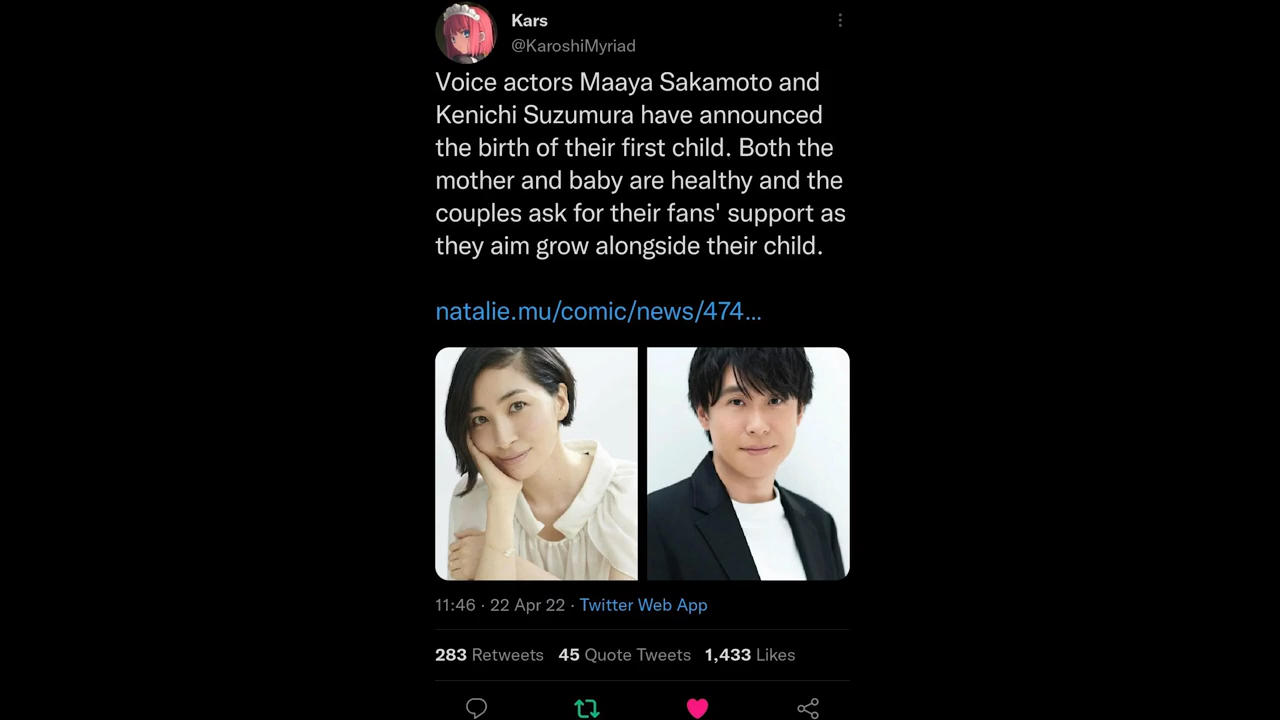 Kars
@KaroshiMyriad
Voice actors Maaya Sakamoto and
Kenichi Suzumura have announced
the birth of their first child. Both the
mother and baby are healthy and the
couples ask for their fans' support as
they aim grow alongside their child.
natalie.mu/comic/news/474...
11:46 · 22 Apr 22 · Twitter Web App
283 Retweets 45 Quote Tweets 1,433 Likes